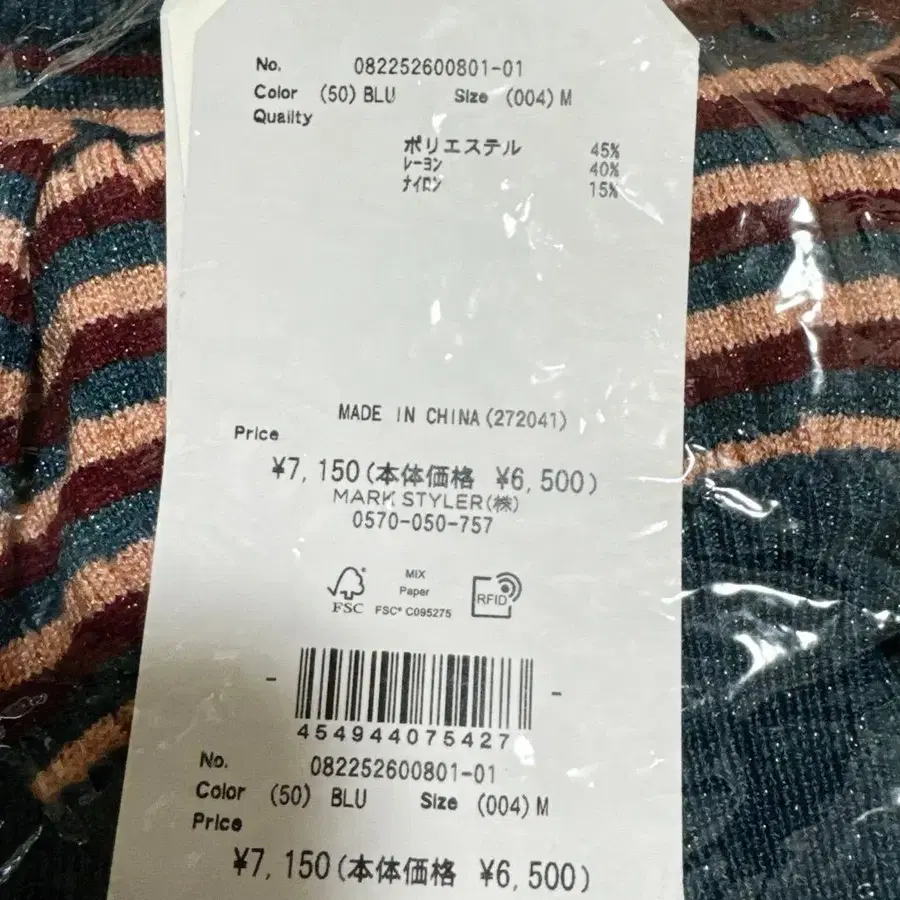 No. 082252600801-01
Color (50) BLU Size (004) M
Quailty
ポリエステル 45%
レーヨン 40%
ナイロン 15%
MADE IN CHINA(272041)
Price
¥7,150(本体価格 ¥6,500)
MARK STYLER(株)
0570-050-757
FSC
MIX
Paper
FSC® C095275
RFID
454944075427
No. 082252600801-01
Color (50) BLU Size (004) M
Price
¥7,150(本体価格 ¥6,500)